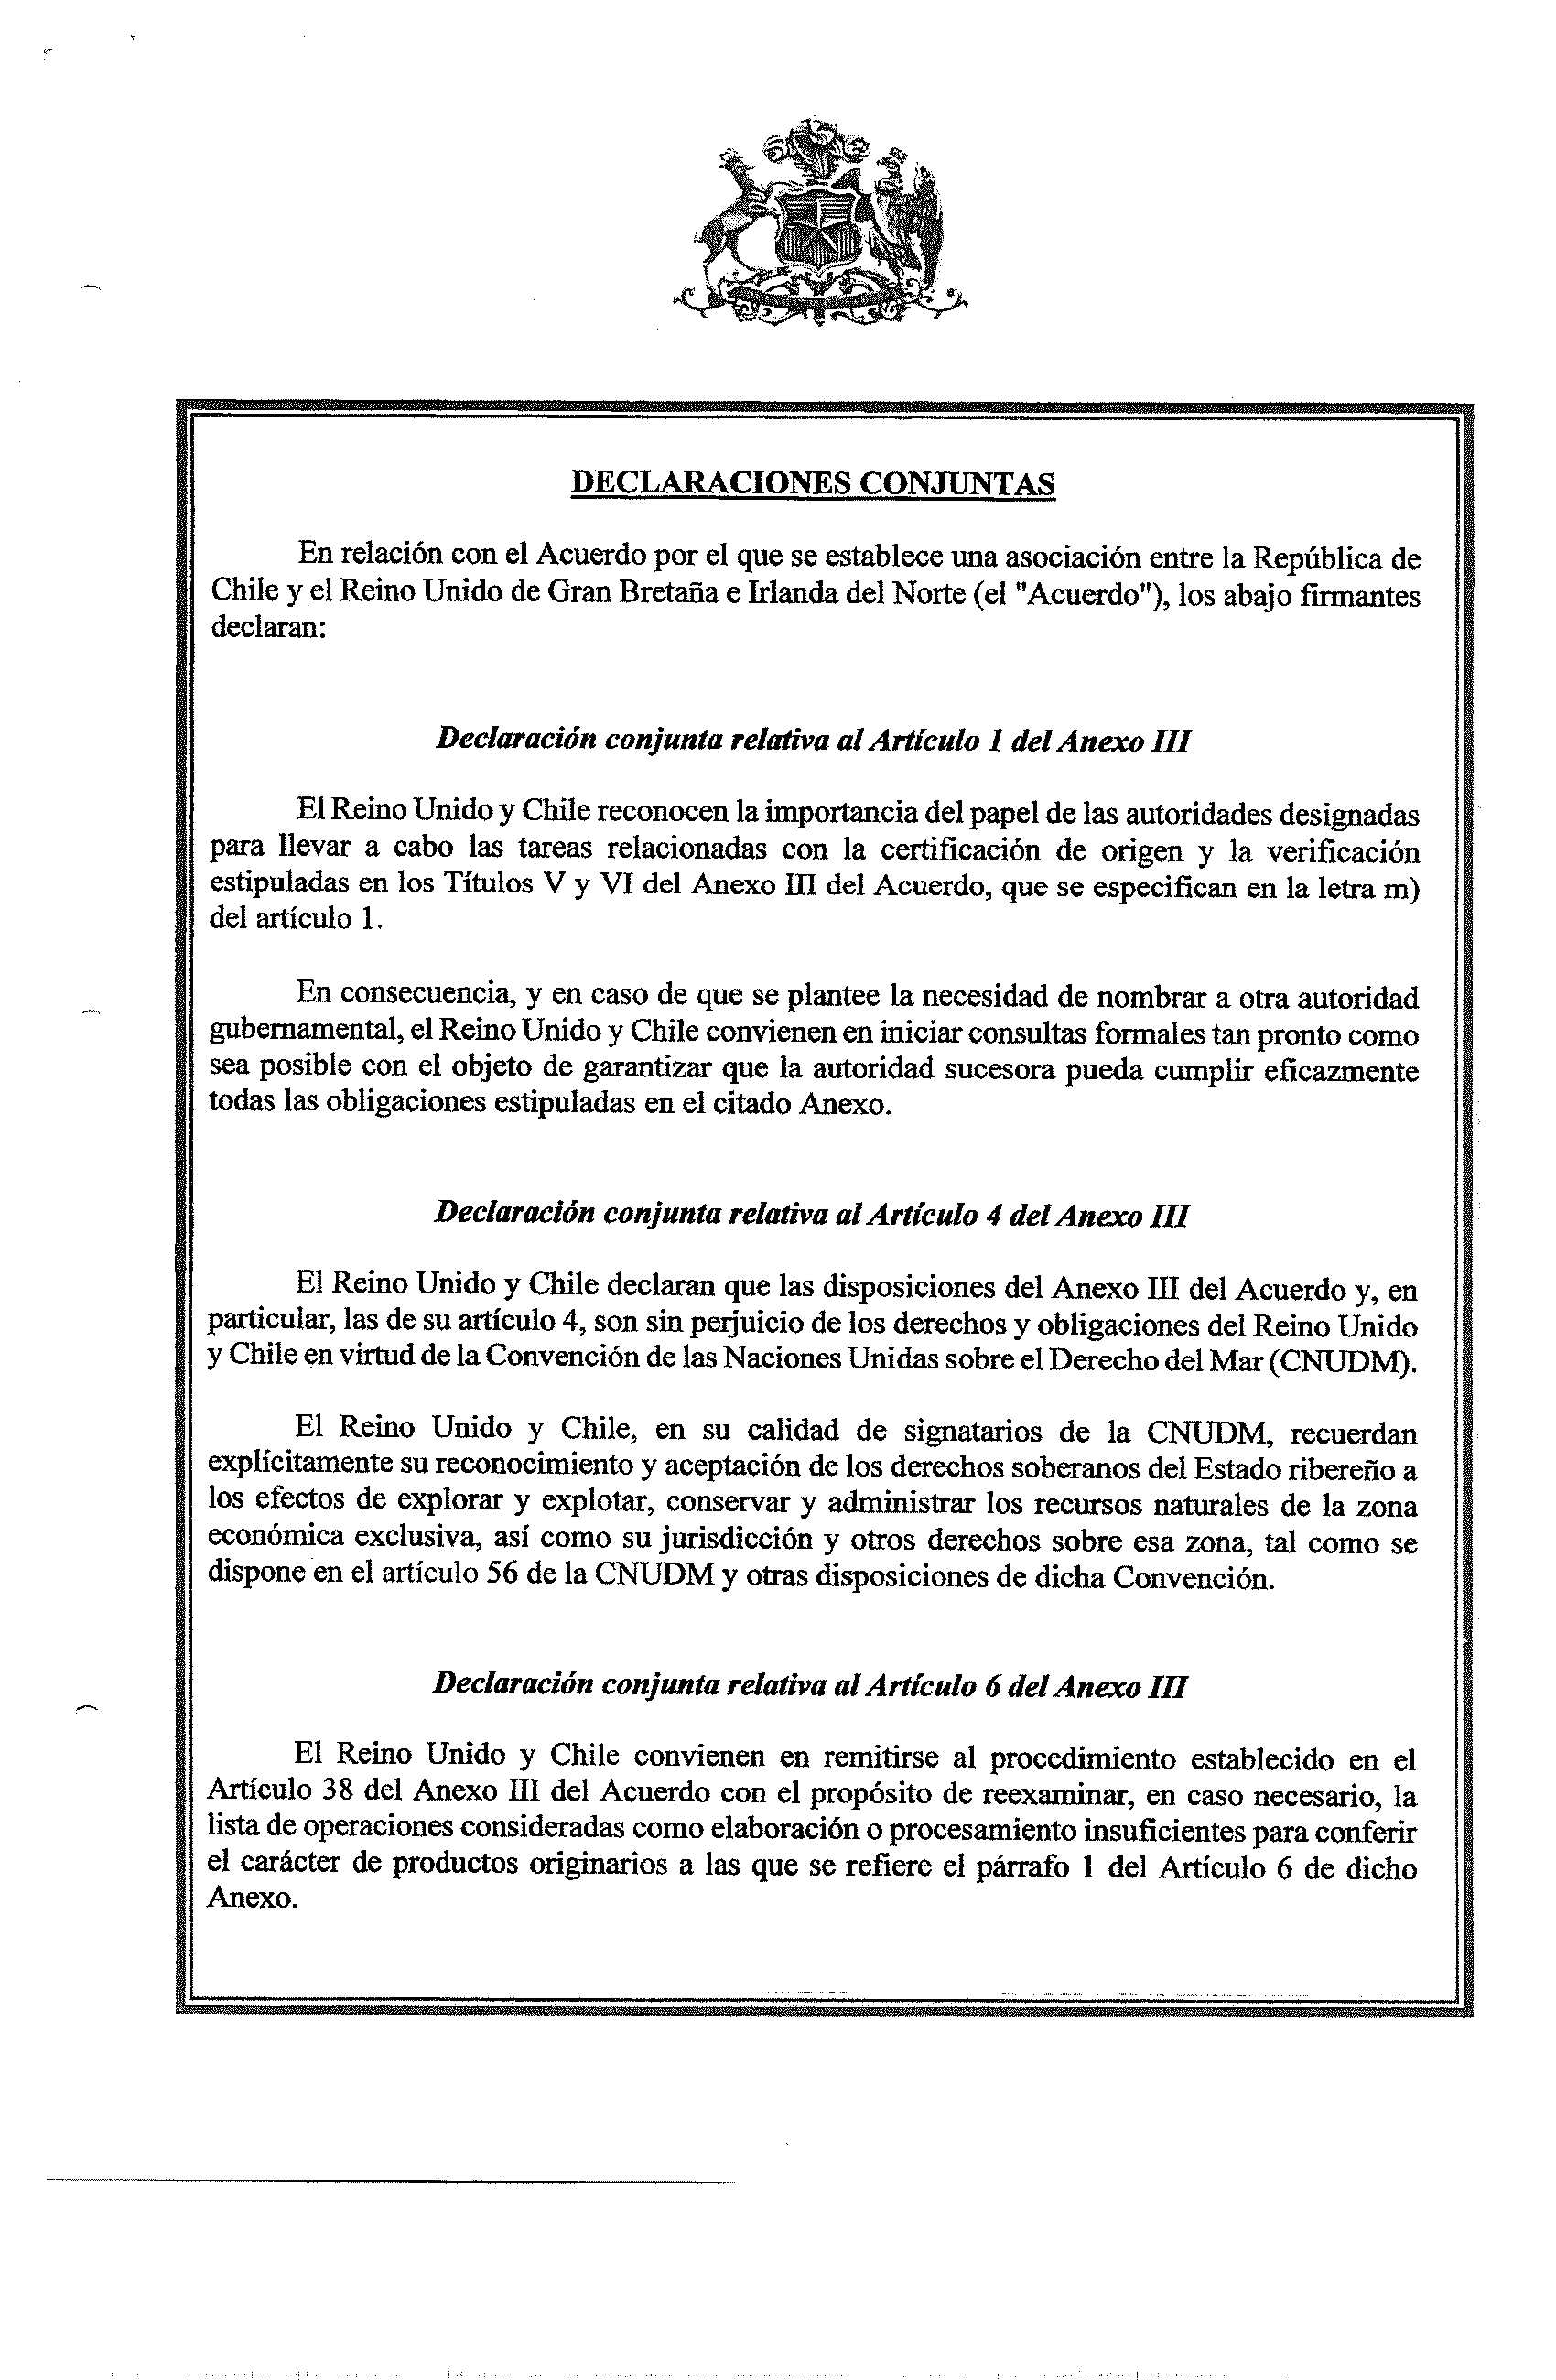 DECLARACIONES CONJUNTAS
En relación con el Acuerdo por el que se establece una asociación entre la República de
Chile y el Reino Unido de Gran Bretaña e Irlanda del Norte (el "Acuerdo"), los abajo firmantes
declaran:
Declaración conjunta relativa al Artículo 1 del Anexo III
El Reino Unido y Chile reconocen la importancia del papel de las autoridades designadas
para llevar a cabo las tareas relacionadas con la certificación de origen y la verificación
estipuladas en los Títulos V y VI del Anexo III del Acuerdo, que se especifican en la letra m)
del artículo 1.
En consecuencia, y en caso de que se plantee la necesidad de nombrar a otra autoridad
gubernamental, el Reino Unido y Chile convienen en iniciar consultas formales tan pronto como
sea posible con el objeto de garantizar que la autoridad sucesora pueda cumplir eficazmente
todas las obligaciones estipuladas en el citado Anexo.
Declaración conjunta relativa al Artículo 4 del Anexo III
El Reino Unido y Chile declaran que las disposiciones del Anexo III del Acuerdo y, en
particular, las de su artículo 4, son sin perjuicio de los derechos y obligaciones del Reino Unido
y Chile en virtud de la Convención de las Naciones Unidas sobre el Derecho del Mar (CNUDM).
El Reino Unido y Chile, en su calidad de signatarios de la CNUDM, recuerdan
explícitamente su reconocimiento y aceptación de los derechos soberanos del Estado ribereño a
los efectos de explorar y explotar, conservar y administrar los recursos naturales de la zona
económica exclusiva, así como su jurisdicción y otros derechos sobre esa zona, tal como se
dispone en el artículo 56 de la CNUDM y otras disposiciones de dicha Convención.
Declaración conjunta relativa al Artículo 6 del Anexo III
El Reino Unido y Chile convienen en remitirse al procedimiento establecido en el
Artículo 38 del Anexo III del Acuerdo con el propósito de reexaminar, en caso necesario, la
lista de operaciones consideradas como elaboración o procesamiento insuficientes para conferir
el carácter de productos originarios a las que se refiere el párrafo 1 del Artículo 6 de dicho
Anexo.